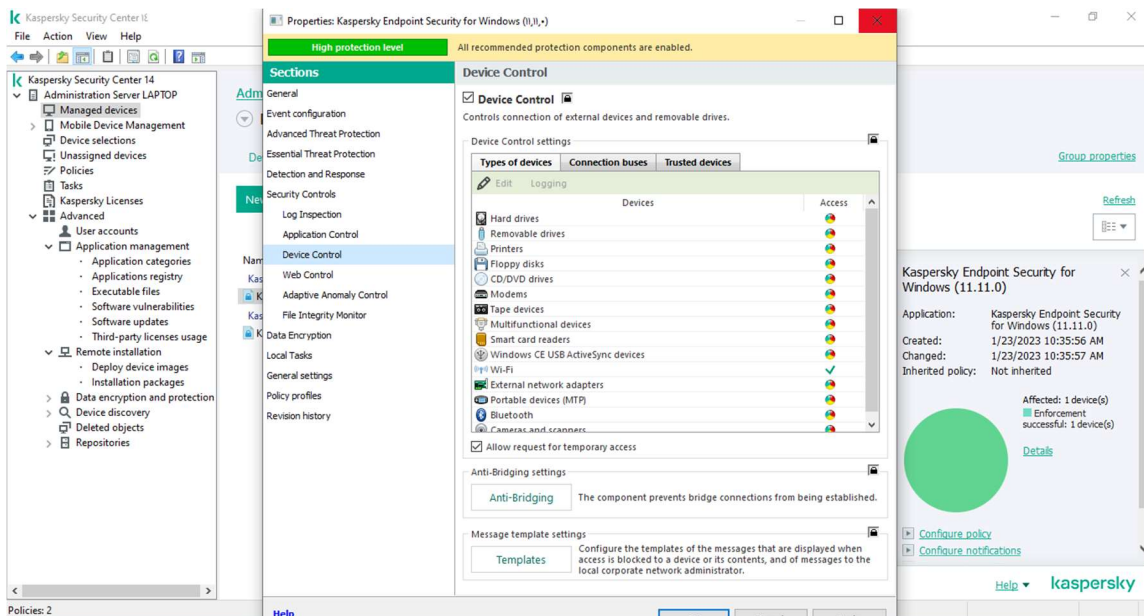 Kaspersky Security Center
File Action View Help
Kaspersky Security Center 14
Administration Server LAPTOP
Managed devices
Mobile Device Management
Device selections
Unassigned devices
Policies
Tasks
Kaspersky Licenses
Advanced
User accounts
Application management
Application categories
Applications registry
Executable files
Software vulnerabilities
Software updates
Third-party licenses usage
Remote installation
Deploy device images
Installation packages
Data encryption and protection
Device discovery
Deleted objects
Repositories
Policies: 2
Adm
De
Nev
Nam
Kas
K
Kas
K
Properties: Kaspersky Endpoint Security for Windows
High protection level
All recommended protection components are enabled.
Sections
General
Event configuration
Advanced Threat Protection
Essential Threat Protection
Detection and Response
Security Controls
Log Inspection
Application Control
Device Control
Web Control
Adaptive Anomaly Control
File Integrity Monitor
Data Encryption
Local Tasks
General settings
Policy profiles
Revision history
Device Control
Device Control
Controls connection of external devices and removable drives.
Device Control settings
Types of devices Connection buses Trusted devices
Edit Logging
Devices Access
Hard drives
Removable drives
Printers
Floppy disks
CD/DVD drives
Modems
Tape devices
Multifunctional devices
Smart card readers
Windows CE USB ActiveSync devices
Wi-Fi
External network adapters
Portable devices (MTP)
Bluetooth
Cameras and scanners
Allow request for temporary access
Anti-Bridging settings
Anti-Bridging The component prevents bridge connections from being established.
Message template settings
Templates
Configure the templates of the messages that are displayed when
access is blocked to a device or its contents, and of messages to the
local corporate network administrator.
Help
Group properties
Refresh
Kaspersky Endpoint Security for
Windows (11.11.0)
Application: Kaspersky Endpoint Security
for Windows (11.11.0)
Created: 1/23/2023 10:35:56 AM
Changed: 1/23/2023 10:35:57 AM
Inherited policy: Not inherited
Affected: 1 device(s)
Enforcement
successful: 1 device(s)
Details
Configure policy
Configure notifications
Help
kaspersky